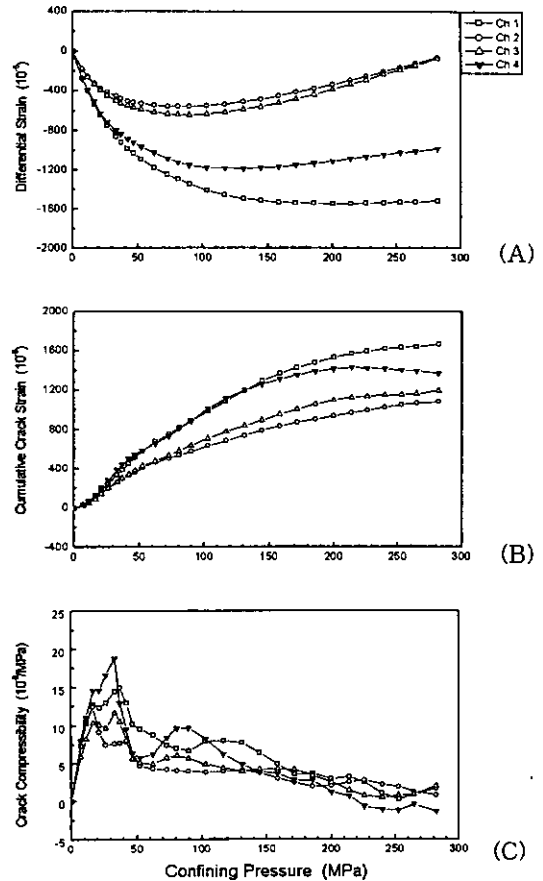 400
0
-400
-800
-1200
-1600
-2000
Differential Strain (10⁻⁶)
0 50 100 150 200 250 300
Ch 1
Ch 2
Ch 3
Ch 4
(A)
2000
1600
1200
800
400
0
-400
Cumulative Crack Strain (10⁻⁶)
0 50 100 150 200 250 300
(B)
25
20
15
10
5
0
-5
Crack Compressibility (10⁻⁶/MPa)
0 50 100 150 200 250 300
Confining Pressure (MPa)
(C)